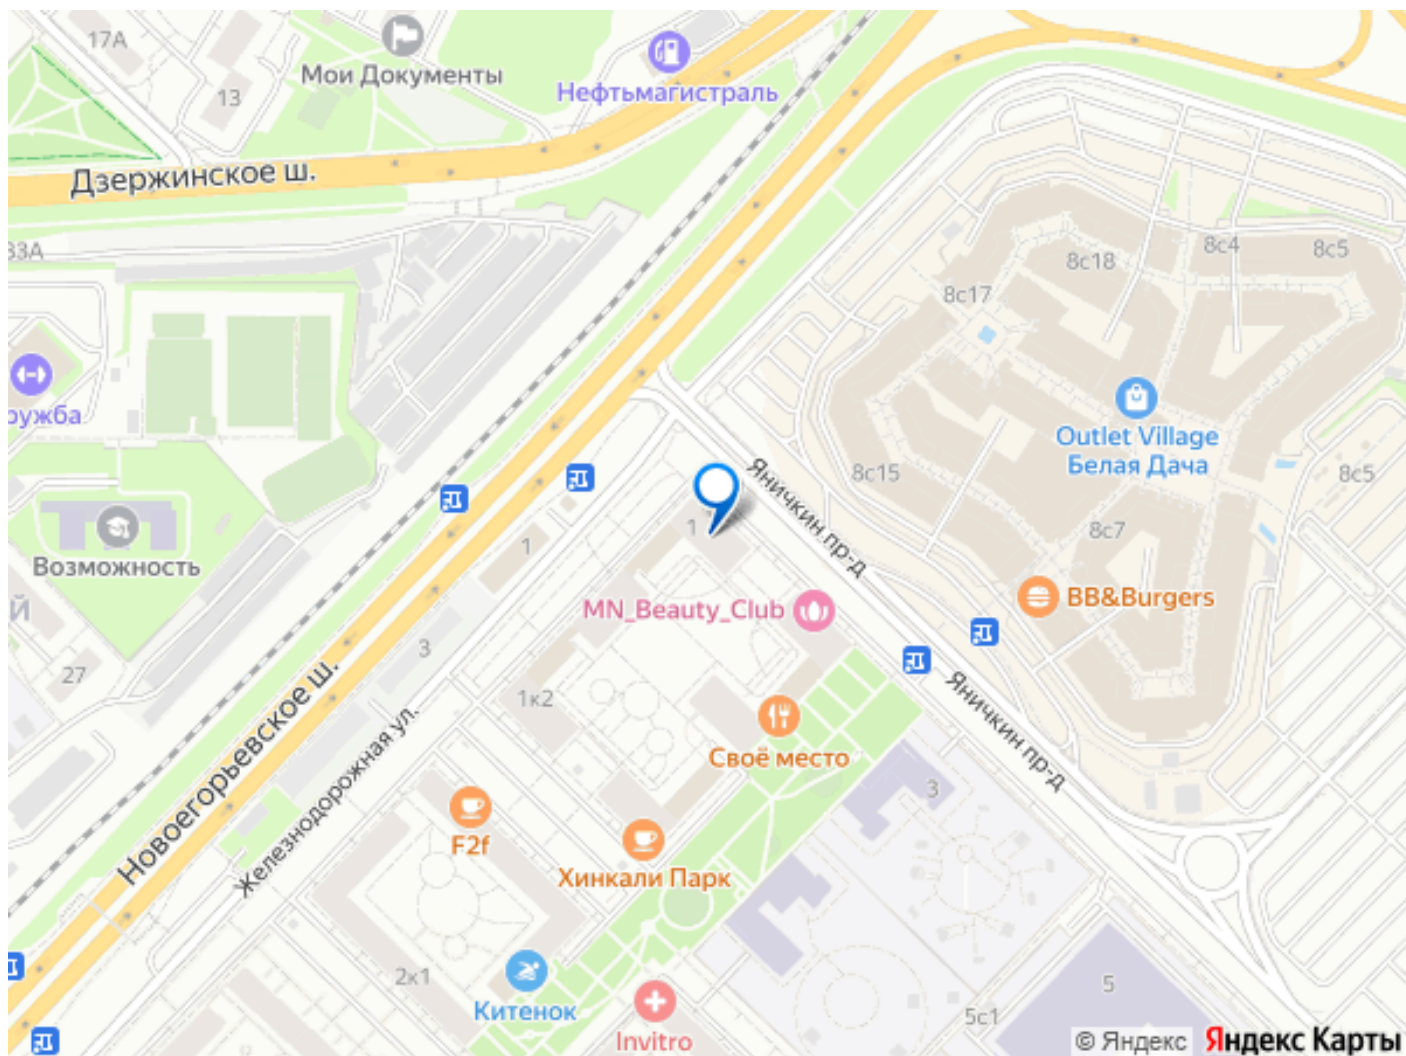 17А
Мои Документы
13
Нефтьмагистраль
Дзержинское ш.
33А
8с4
8с5
8с18
8с17
ружба
Outlet Village
Белая Дача
8с15
8с5
Яничкин пр-д
1
8с7
1
Возможность
Й
MN_Beauty_Club
BB&Burgers
3
27
1к2
Новоегорьевское ш.
Железнодорожная ул.
Своё место
Яничкин пр-д
3
F2f
Хинкали Парк
2к1
Китенок
5
5с1
Invitro
© Яндекс Яндекс Карты